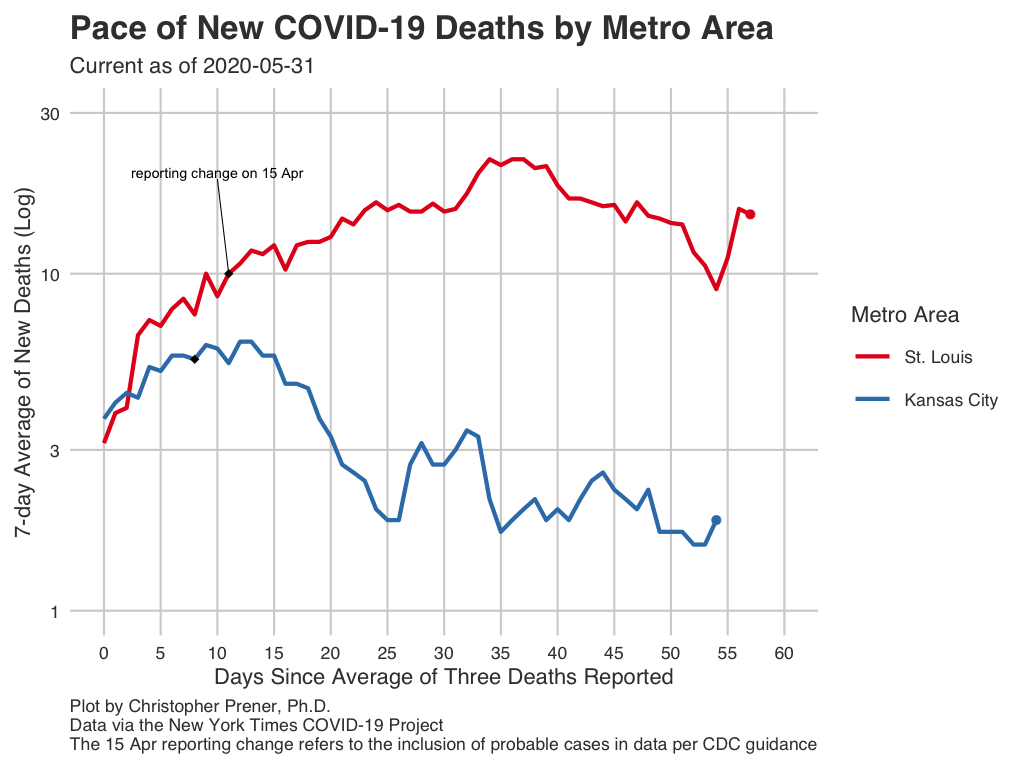 Pace of New COVID-19 Deaths by Metro Area
Current as of 2020-05-31
30
10
3
1
7-day Average of New Deaths (Log)
reporting change on 15 Apr
0 5 10 15 20 25 30 35 40 45 50 55 60
Days Since Average of Three Deaths Reported
Metro Area
St. Louis
Kansas City
Plot by Christopher Prener, Ph.D.
Data via the New York Times COVID-19 Project
The 15 Apr reporting change refers to the inclusion of probable cases in data per CDC guidance